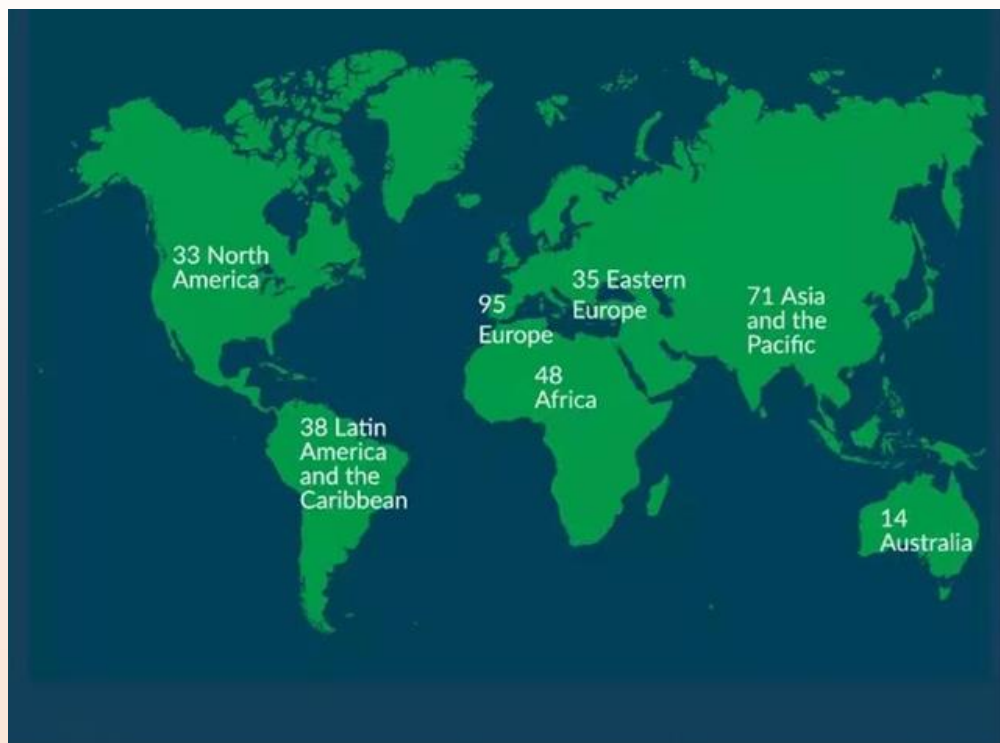 33 North
America
35 Eastern
Europe
95
Europe
71 Asia
and the
Pacific
48
Africa
38 Latin
America
and the
Caribbean
14
Australia